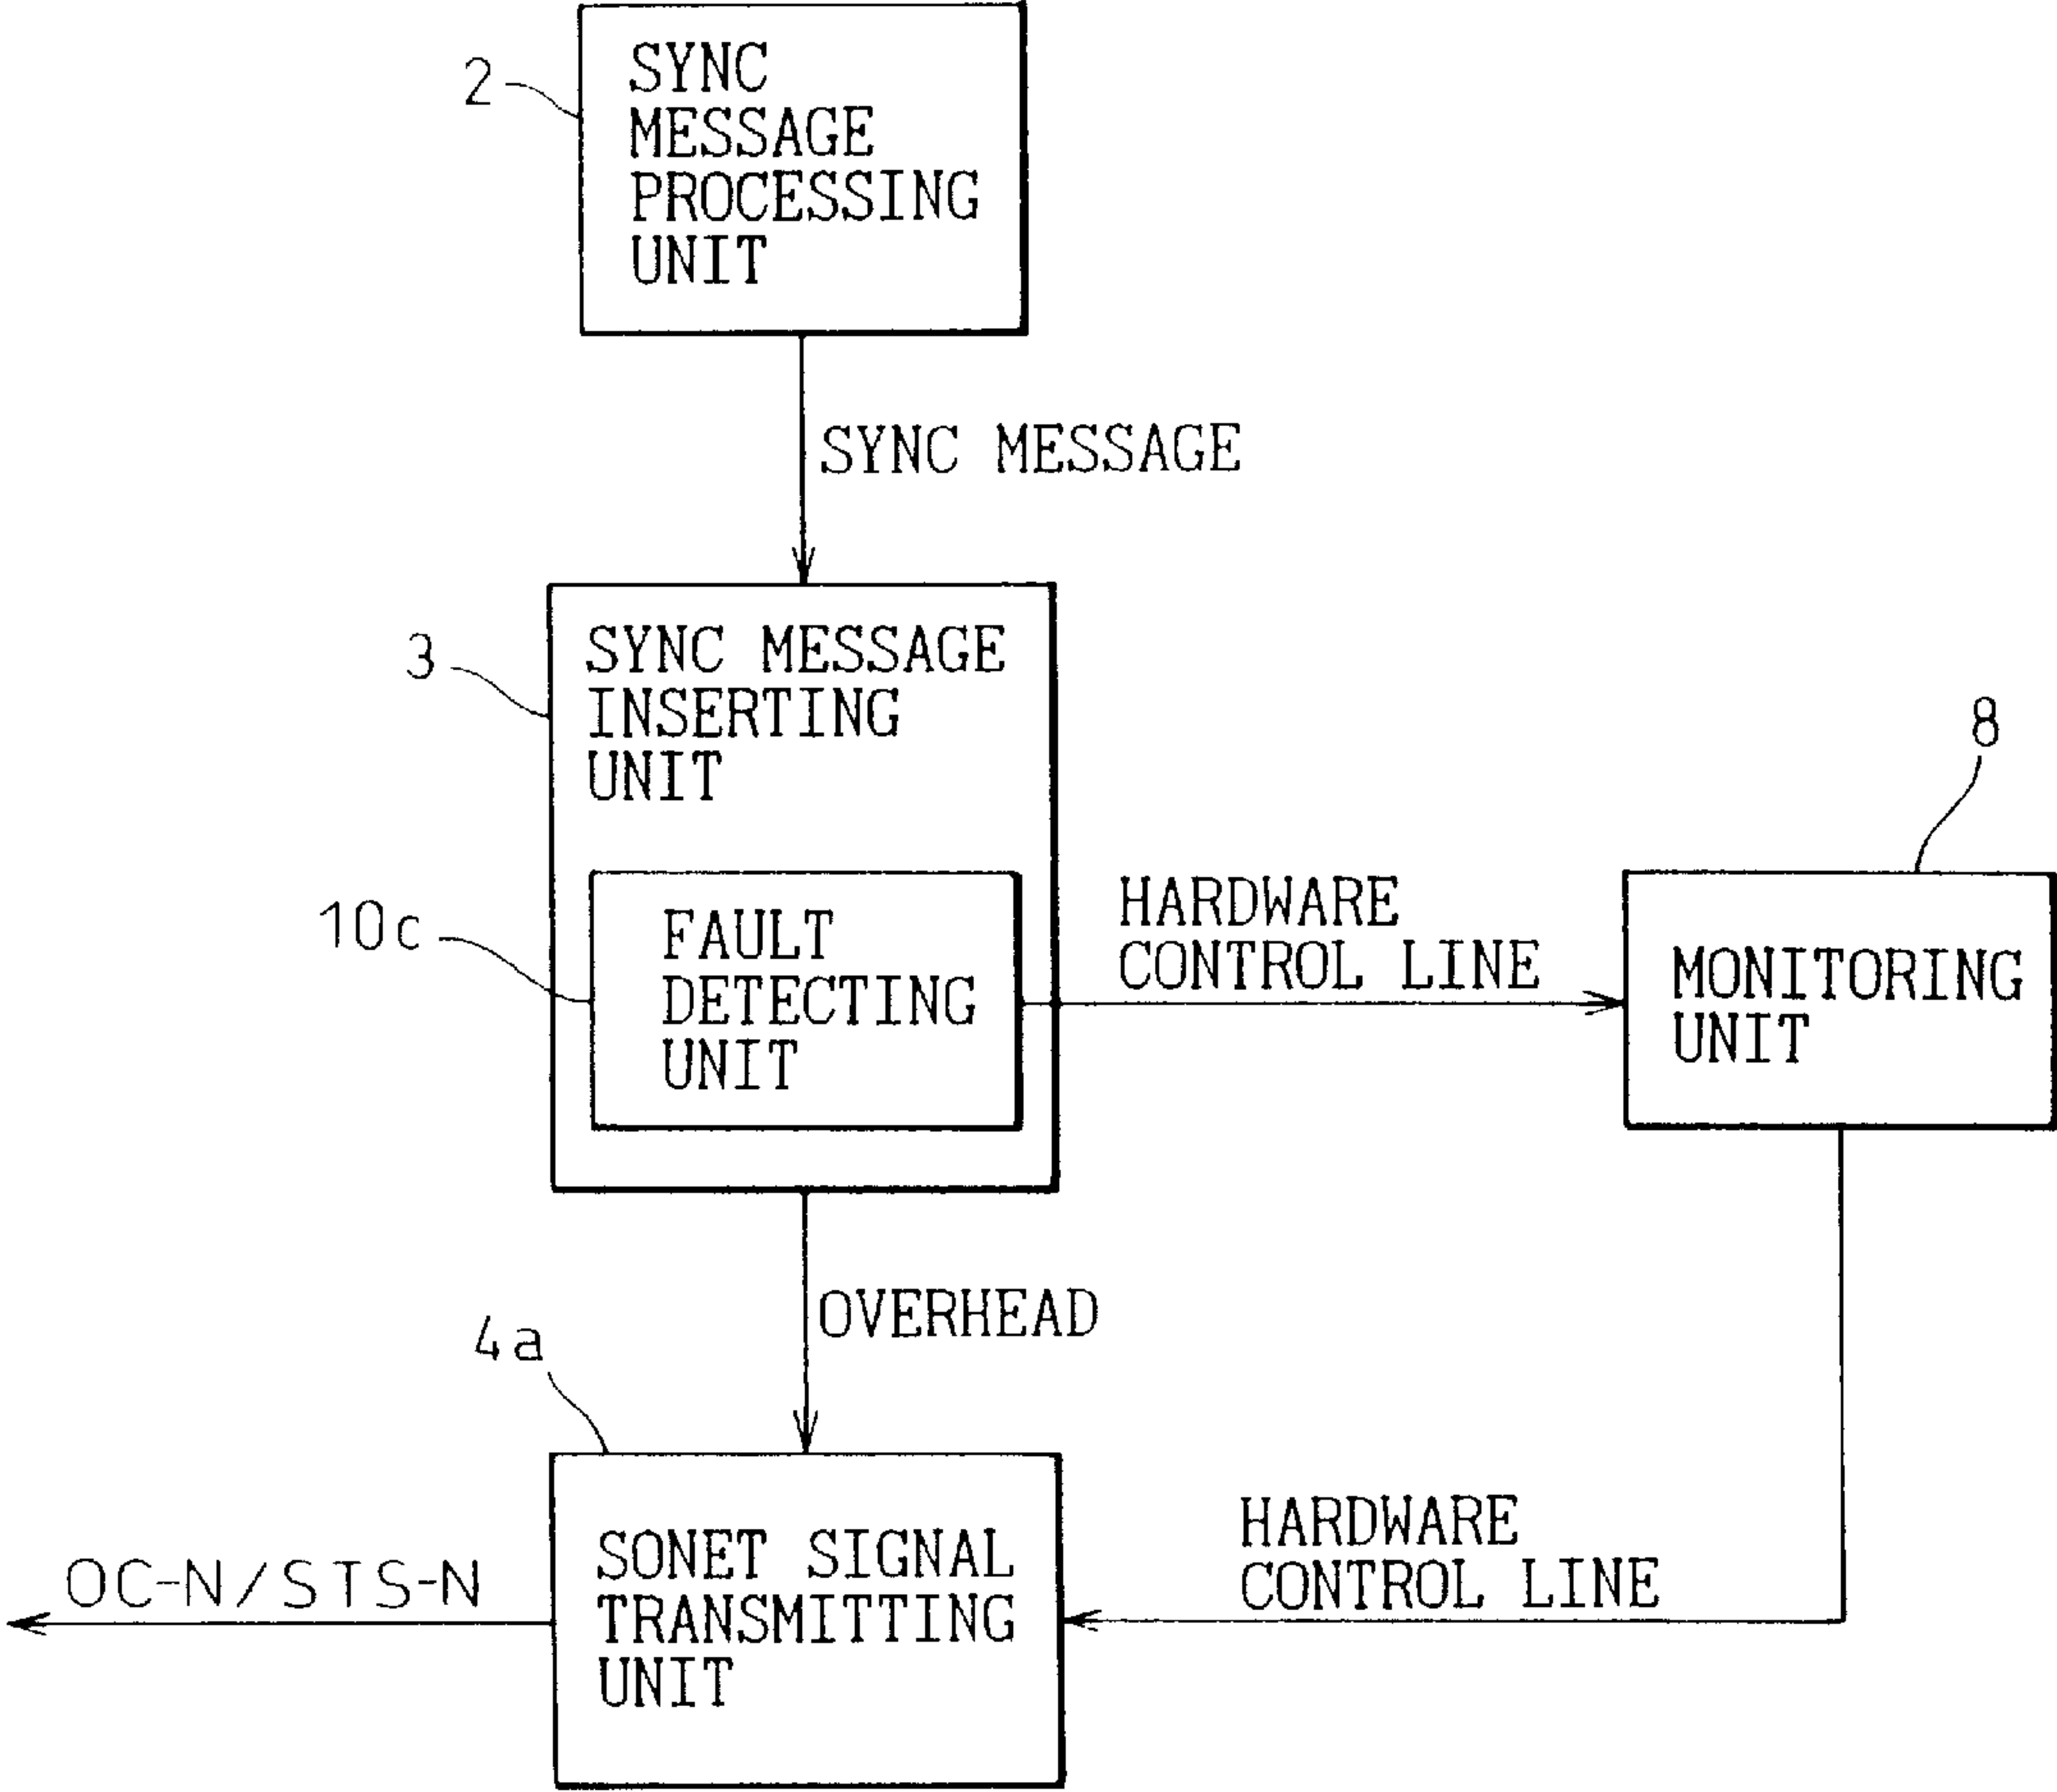 2
SYNC
MESSAGE
PROCESSING
UNIT
SYNC MESSAGE
3
SYNC MESSAGE
INSERTING
UNIT
8
10c
FAULT
DETECTING
UNIT
HARDWARE
CONTROL LINE
MONITORING
UNIT
OVERHEAD
4a
SONET SIGNAL
TRANSMITTING
UNIT
HARDWARE
CONTROL LINE
OC-N/STS-N